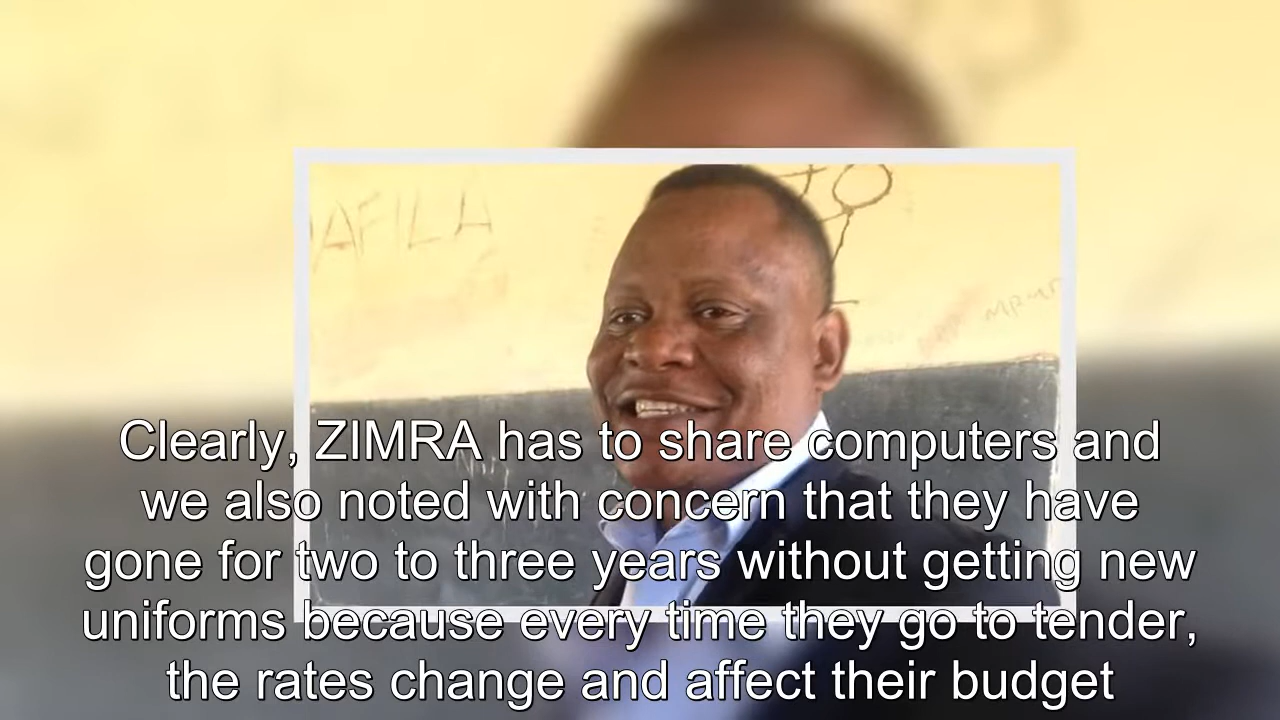 AFILA
Clearly, ZIMRA has to share computers and
we also noted with concern that they have
gone for two to three years without getting new
uniforms because every time they go to tender,
the rates change and affect their budget